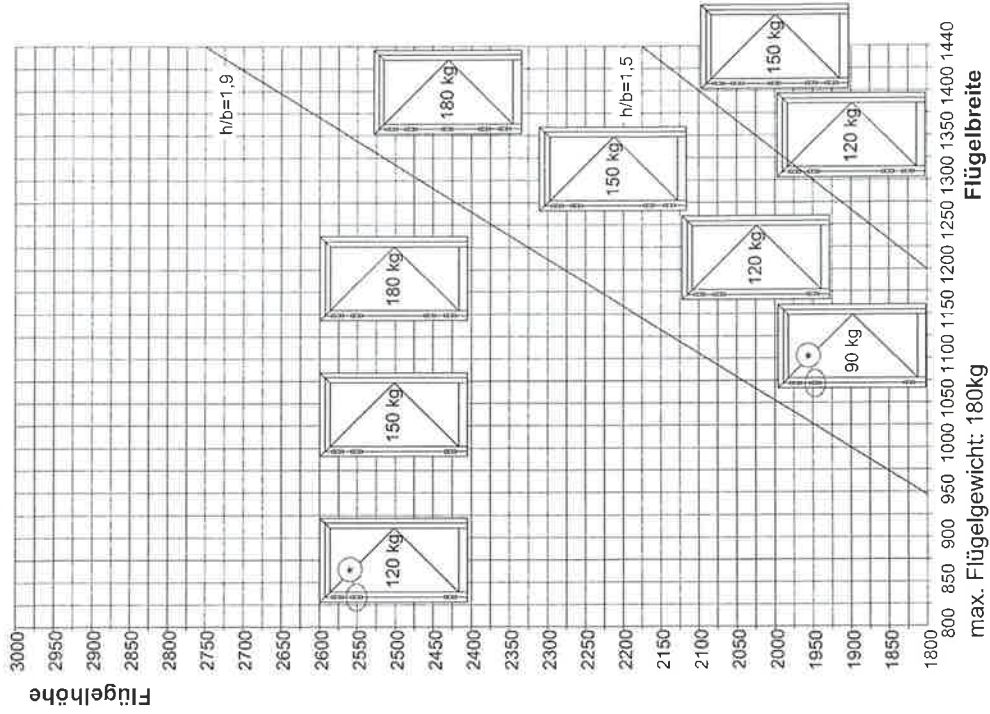 Flügelhöhe
3000
2950
2900
2850
2800
2750
2700
2650
2600
2550
2500
2450
2400
2350
2300
2250
2200
2150
2100
2050
2000
1950
1900
1850
1800
h/b=1,9
h/b=1,5
120 kg
150 kg
180 kg
180 kg
150 kg
120 kg
90 kg
120 kg
150 kg
800 850 900 950 1000 1050 1100 1150 1200 1250 1300 1350 1400 1440
max. Flügelgewicht: 180kg
Flügelbreite